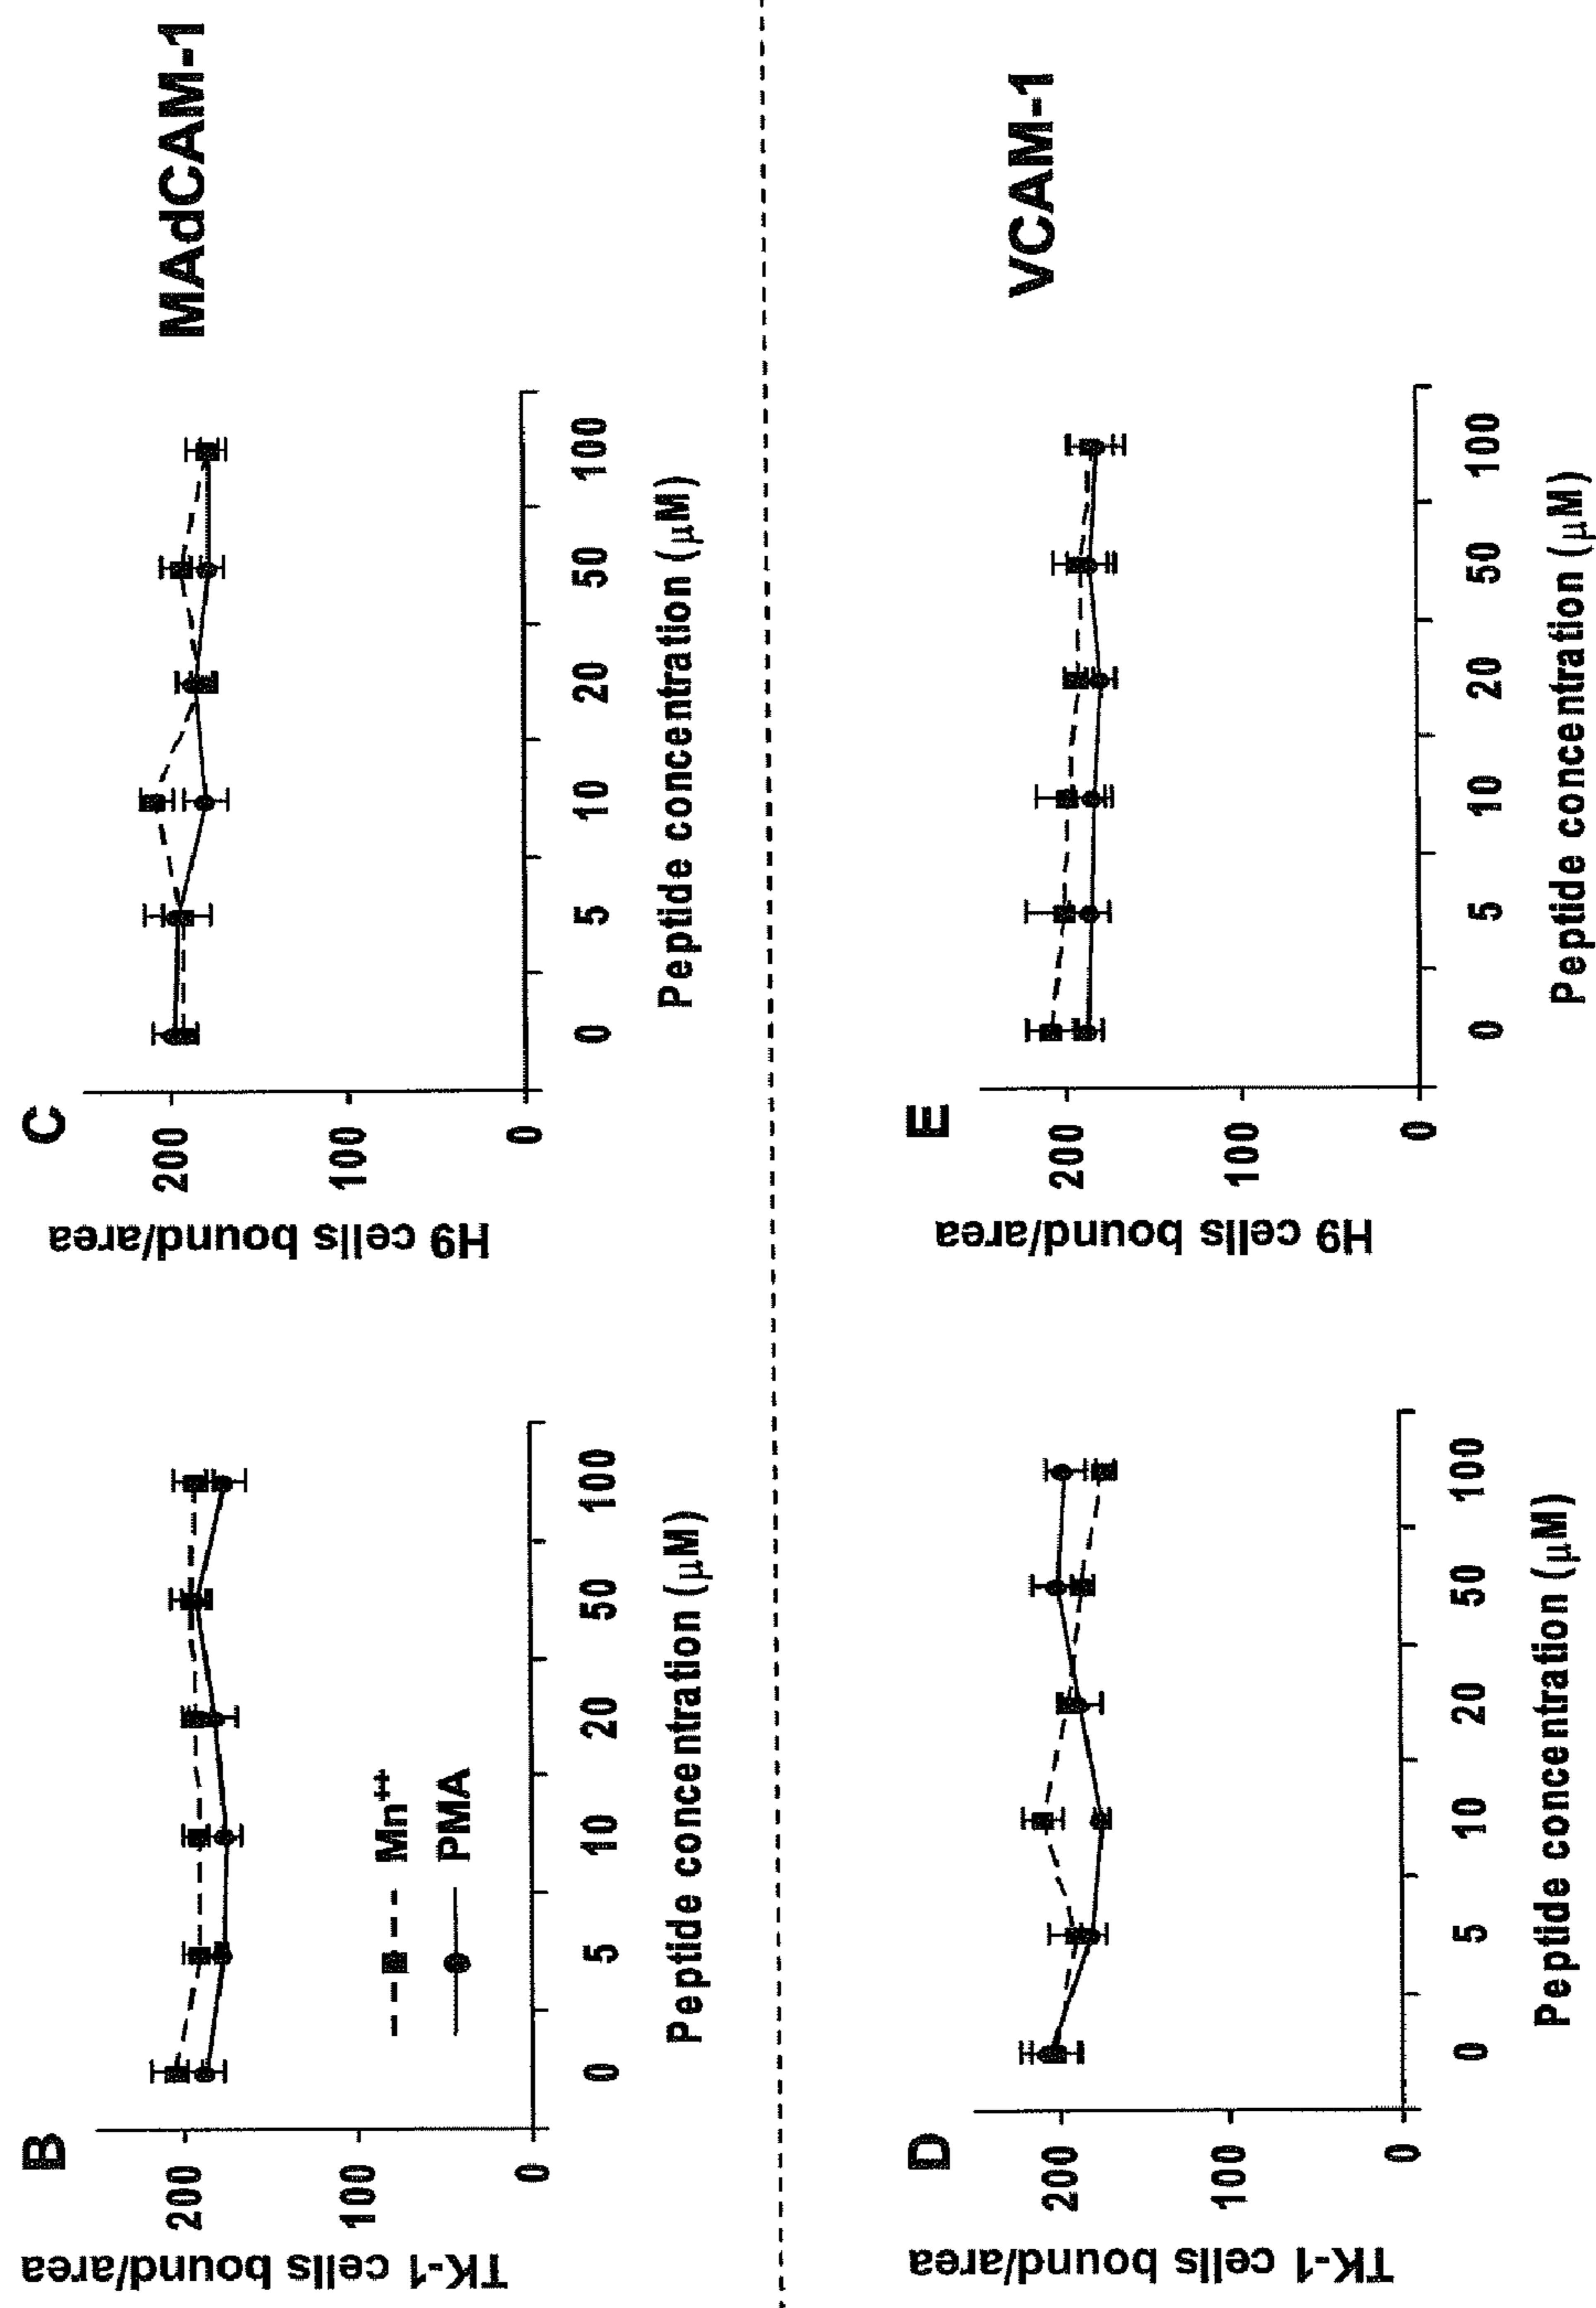 B
TK-1 cells bound/area
200
100
0
Mn++
PMA
0 5 10 20 50 100
Peptide concentration (μM)
C
H9 cells bound/area
200
100
0
0 5 10 20 50 100
Peptide concentration (μM)
MAdCAM-1
D
TK-1 cells bound/area
200
100
0
0 5 10 20 50 100
Peptide concentration (μM)
E
H9 cells bound/area
200
100
0
0 5 10 20 50 100
Peptide concentration (μM)
VCAM-1